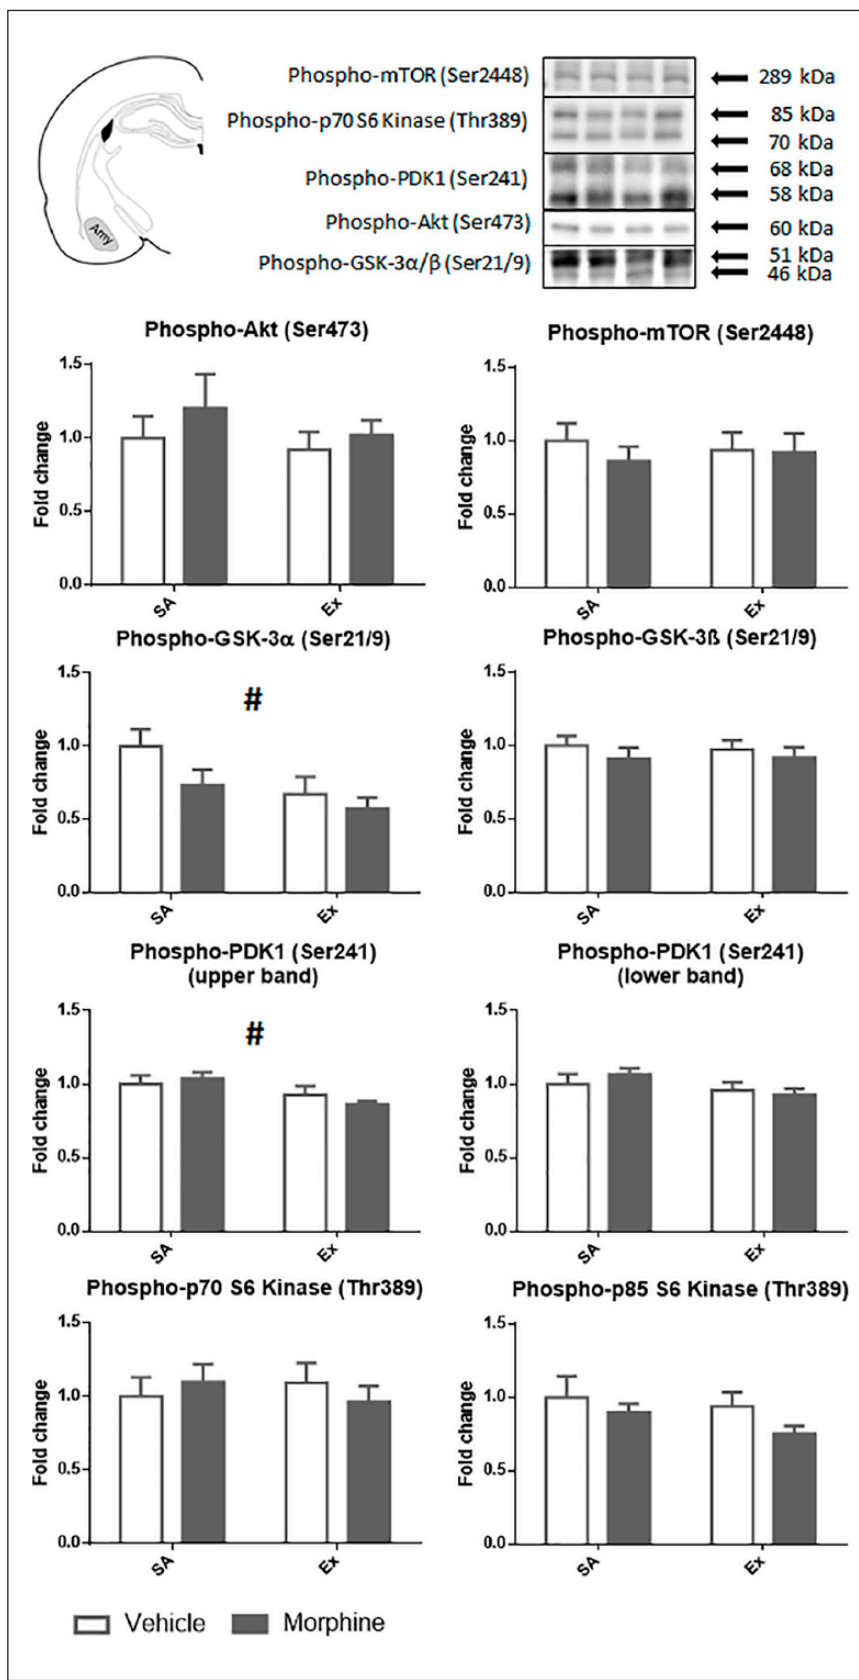 Amy
Phospho-mTOR (Ser2448)
289 kDa
Phospho-p70 S6 Kinase (Thr389)
85 kDa
70 kDa
Phospho-PDK1 (Ser241)
68 kDa
58 kDa
Phospho-Akt (Ser473)
60 kDa
Phospho-GSK-3α/β (Ser21/9)
51 kDa
46 kDa
Phospho-Akt (Ser473)
Fold change
1.5
1.0
0.5
0.0
SA
Ex
Phospho-mTOR (Ser2448)
Fold change
1.5
1.0
0.5
0.0
SA
Ex
Phospho-GSK-3α (Ser21/9)
Fold change
1.5
1.0
0.5
0.0
#
SA
Ex
Phospho-GSK-3ß (Ser21/9)
Fold change
1.5
1.0
0.5
0.0
SA
Ex
Phospho-PDK1 (Ser241)
(upper band)
Fold change
1.5
1.0
0.5
0.0
#
SA
Ex
Phospho-PDK1 (Ser241)
(lower band)
Fold change
1.5
1.0
0.5
0.0
SA
Ex
Phospho-p70 S6 Kinase (Thr389)
Fold change
1.5
1.0
0.5
0.0
SA
Ex
Phospho-p85 S6 Kinase (Thr389)
Fold change
1.5
1.0
0.5
0.0
SA
Ex
Vehicle
Morphine